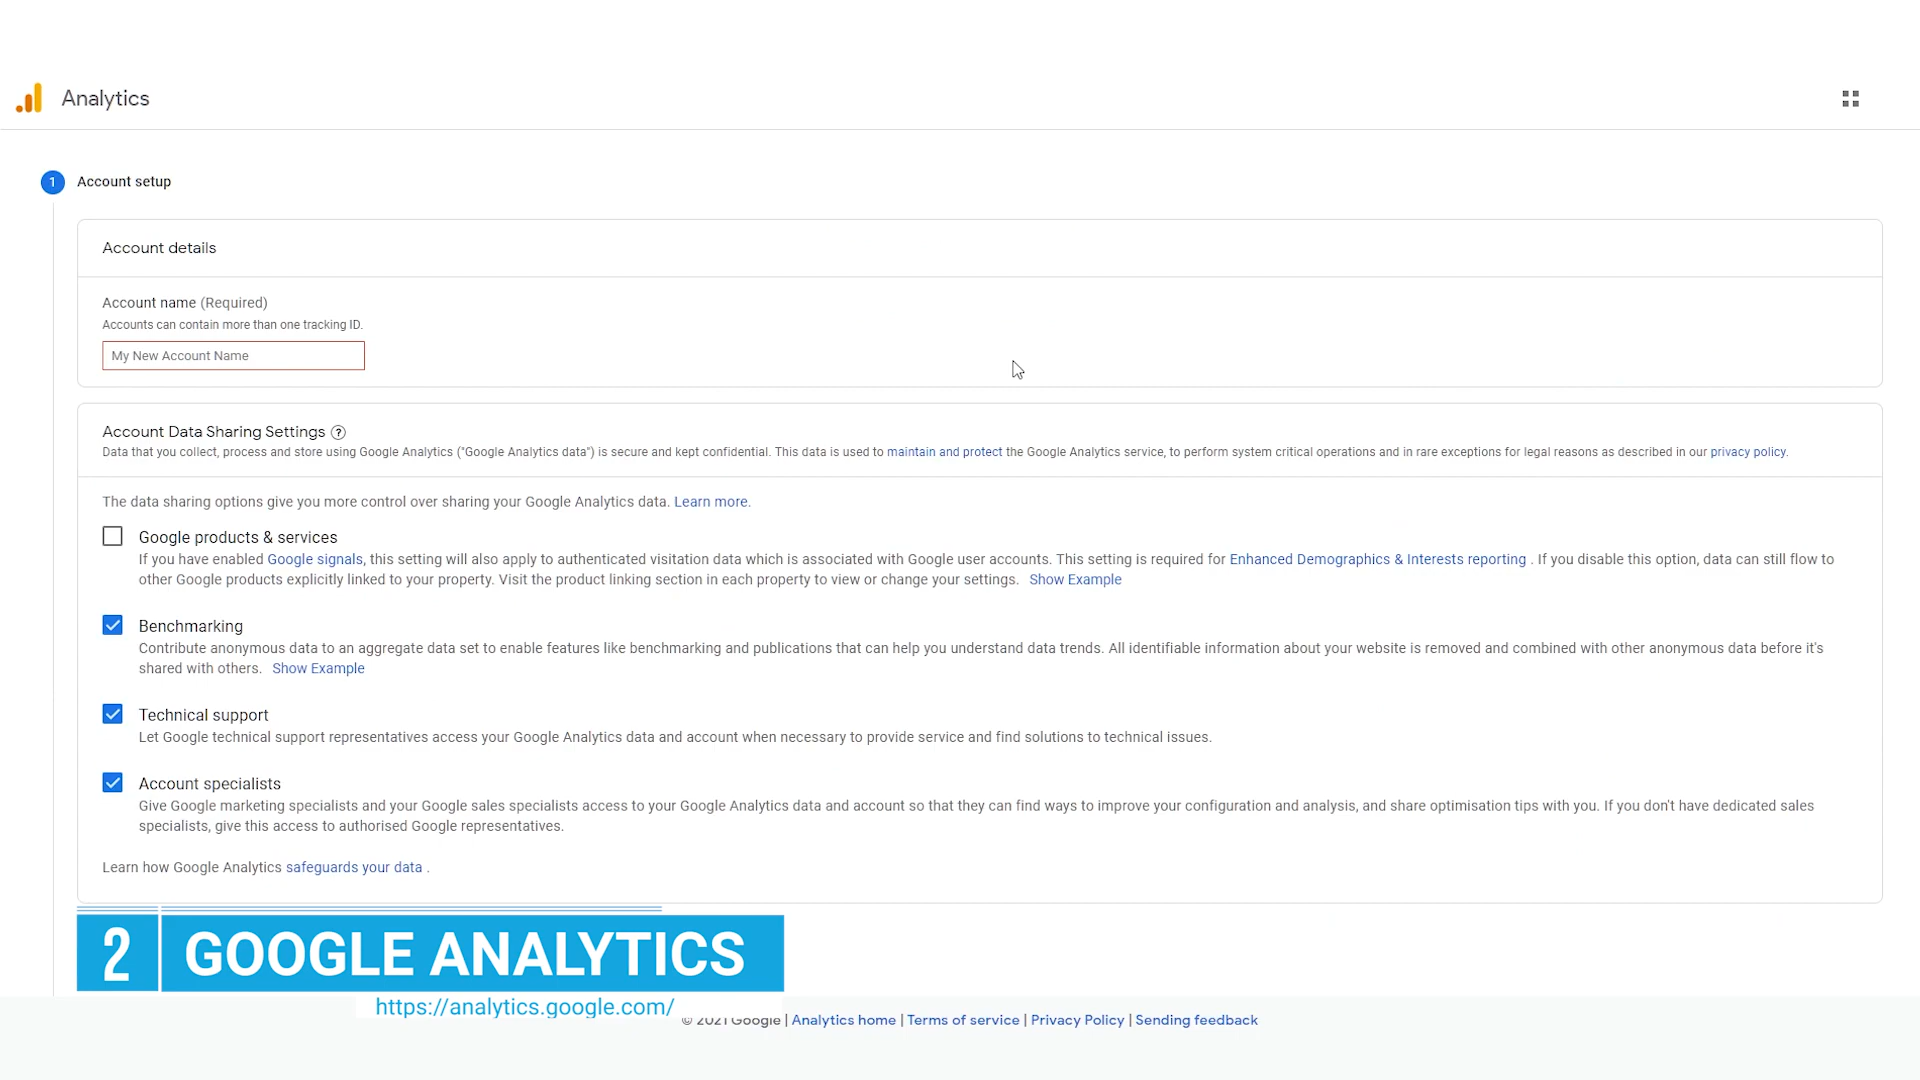 Analytics
1 Account setup
Account details
Account name (Required)
Accounts can contain more than one tracking ID.
My New Account Name
Account Data Sharing Settings ?
Data that you collect, process and store using Google Analytics ("Google Analytics data") is secure and kept confidential. This data is used to maintain and protect the Google Analytics service, to perform system critical operations and in rare exceptions for legal reasons as described in our privacy policy.
The data sharing options give you more control over sharing your Google Analytics data. Learn more.
Google products & services
If you have enabled Google signals, this setting will also apply to authenticated visitation data which is associated with Google user accounts. This setting is required for Enhanced Demographics & Interests reporting . If you disable this option, data can still flow to
other Google products explicitly linked to your property. Visit the product linking section in each property to view or change your settings. Show Example
Benchmarking
Contribute anonymous data to an aggregate data set to enable features like benchmarking and publications that can help you understand data trends. All identifiable information about your website is removed and combined with other anonymous data before it's
shared with others. Show Example
Technical support
Let Google technical support representatives access your Google Analytics data and account when necessary to provide service and find solutions to technical issues.
Account specialists
Give Google marketing specialists and your Google sales specialists access to your Google Analytics data and account so that they can find ways to improve your configuration and analysis, and share optimisation tips with you. If you don't have dedicated sales
specialists, give this access to authorised Google representatives.
Learn how Google Analytics safeguards your data .
2 GOOGLE ANALYTICS
https://analytics.google.com/
© 2021 Google | Analytics home | Terms of service | Privacy Policy | Sending feedback